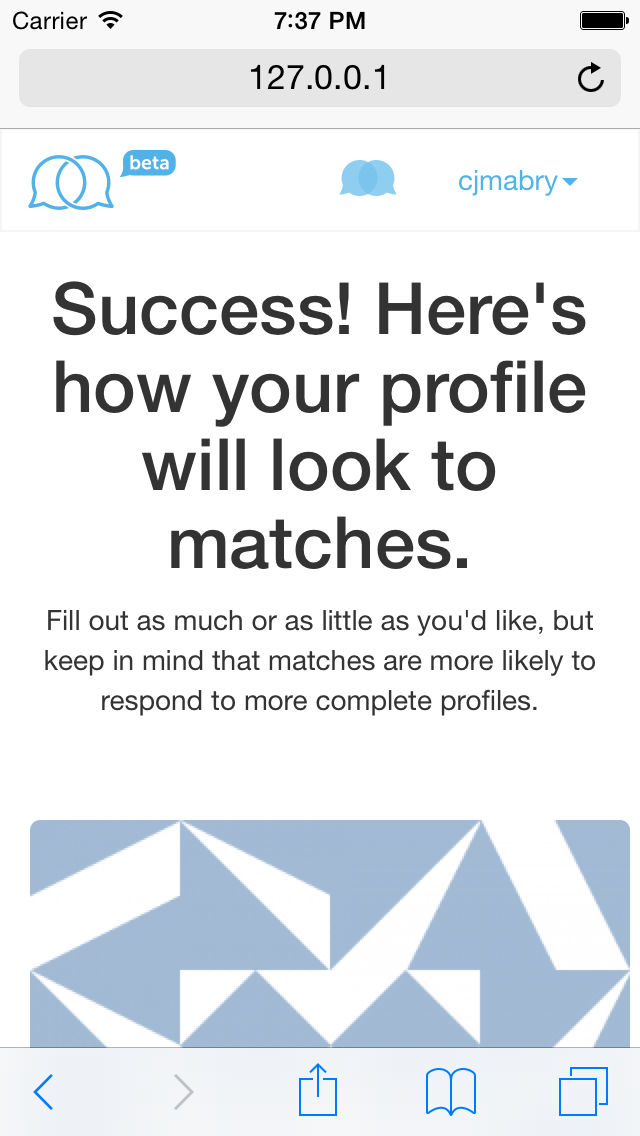 Carrier 7:37 PM
127.0.0.1
beta
cjmabry
Success! Here's
how your profile
will look to
matches.
Fill out as much or as little as you'd like, but
keep in mind that matches are more likely to
respond to more complete profiles.